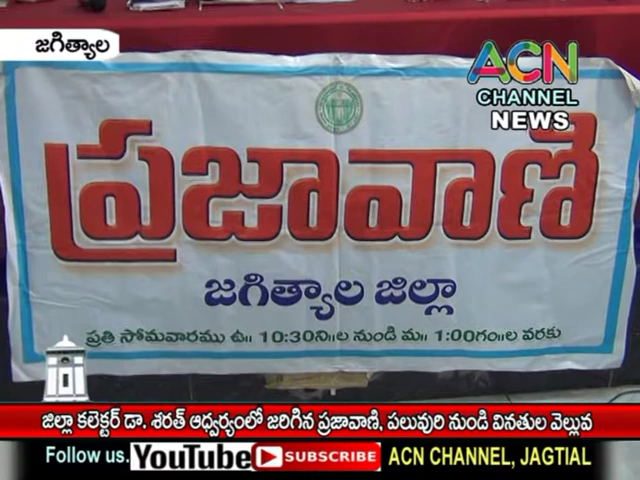 జగిత్యాల
ACN
CHANNEL
NEWS
ప్రజావాణి
జగిత్యాల జిల్లా
ప్రతి సోమవారము ఉ॥ 10:30ని॥ల నుండి మ॥ 1:00గం॥ల వరకు
జిల్లా కలెక్టర్ డా. శరత్ ఆధ్వర్యంలో జరిగిన ప్రజావాణి, పలువురి నుండి వినతుల వెల్లువ
Follow us. YouTube SUBSCRIBE ACN CHANNEL, JAGTIAL